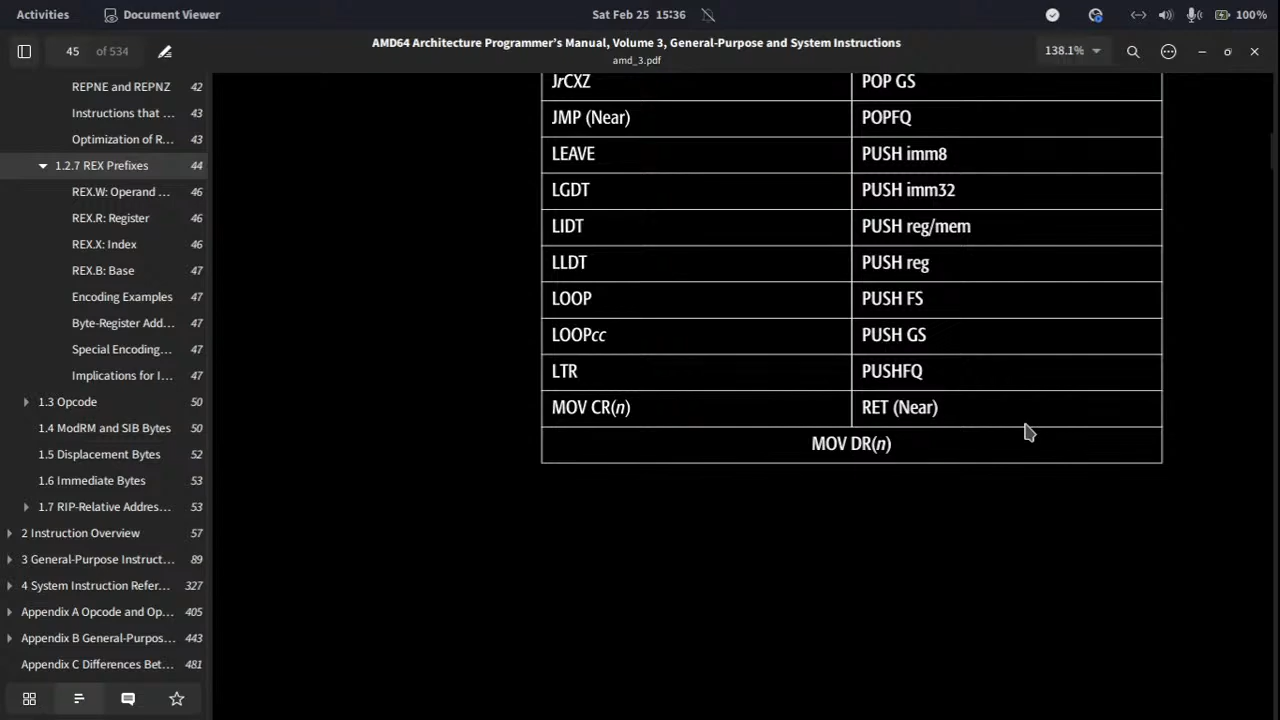 Activities
Document Viewer
Sat Feb 25 15:36
100%
45 of 534
AMD64 Architecture Programmer's Manual, Volume 3, General-Purpose and System Instructions
amd_3.pdf
138.1%
REPNE and REPNZ 42
Instructions that ... 43
Optimization of R... 43
1.2.7 REX Prefixes 44
REX.W: Operand ... 46
REX.R: Register 46
REX.X: Index 46
REX.B: Base 47
Encoding Examples 47
Byte-Register Add... 47
Special Encoding... 47
Implications for I... 47
1.3 Opcode 50
1.4 ModRM and SIB Bytes 50
1.5 Displacement Bytes 52
1.6 Immediate Bytes 53
1.7 RIP-Relative Addres... 53
2 Instruction Overview 57
3 General-Purpose Instruct... 89
4 System Instruction Refer... 327
Appendix A Opcode and Op... 405
Appendix B General-Purpos... 443
Appendix C Differences Bet... 481
JrCXZ POP GS
JMP (Near) POPFQ
LEAVE PUSH imm8
LGDT PUSH imm32
LIDT PUSH reg/mem
LLDT PUSH reg
LOOP PUSH FS
LOOPcc PUSH GS
LTR PUSHFQ
MOV CR(n) RET (Near)
MOV DR(n)